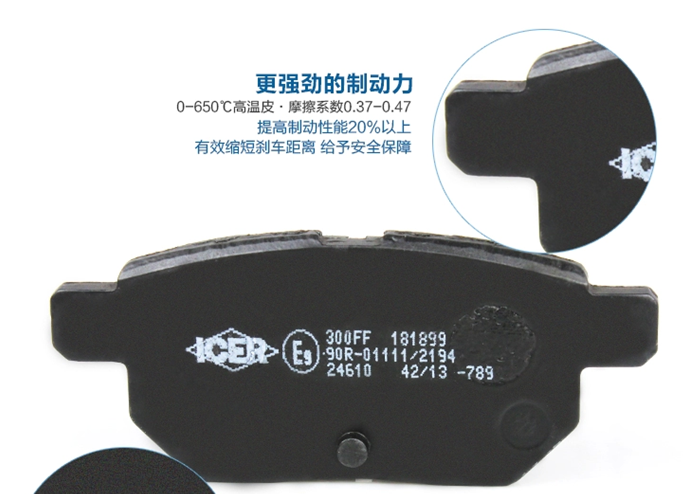 更强劲的制动力
0-650℃高温皮·摩擦系数0.37-0.47
提高制动性能20%以上
有效缩短刹车距离 给予安全保障
ICER
ICER E9 300FF 181899
90R-01111/2194
24610 42/13 -789